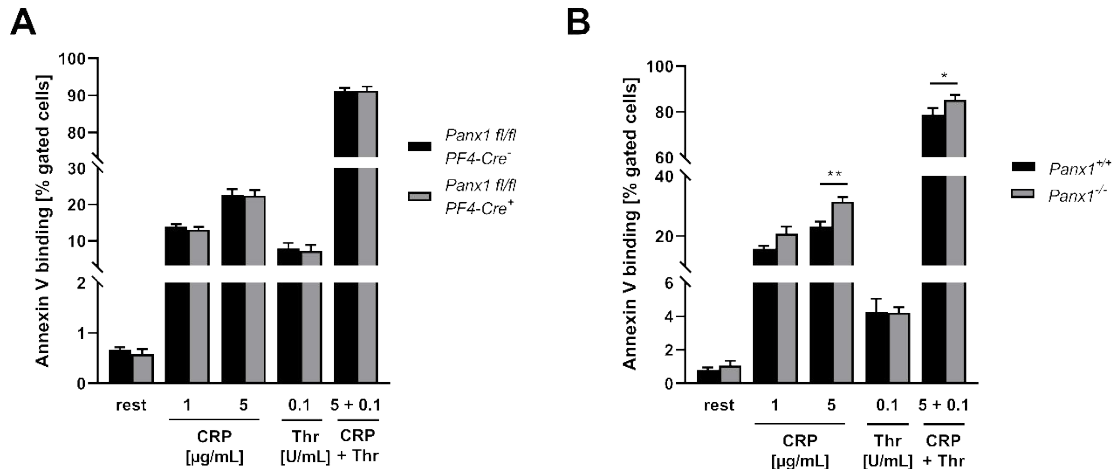 A
Annexin V binding [% gated cells]
100
90
80
30
20
10
2
1
0
rest
1
5
0.1
5 + 0.1
CRP
[µg/mL]
Thr
[U/mL]
CRP
+ Thr
Panx1 fl/fl
PF4-Cre-
Panx1 fl/fl
PF4-Cre+
B
Annexin V binding [% gated cells]
100
80
60
40
20
6
4
2
0
**
*
rest
1
5
0.1
5 + 0.1
CRP
[µg/mL]
Thr
[U/mL]
CRP
+ Thr
Panx1+/+
Panx1-/-